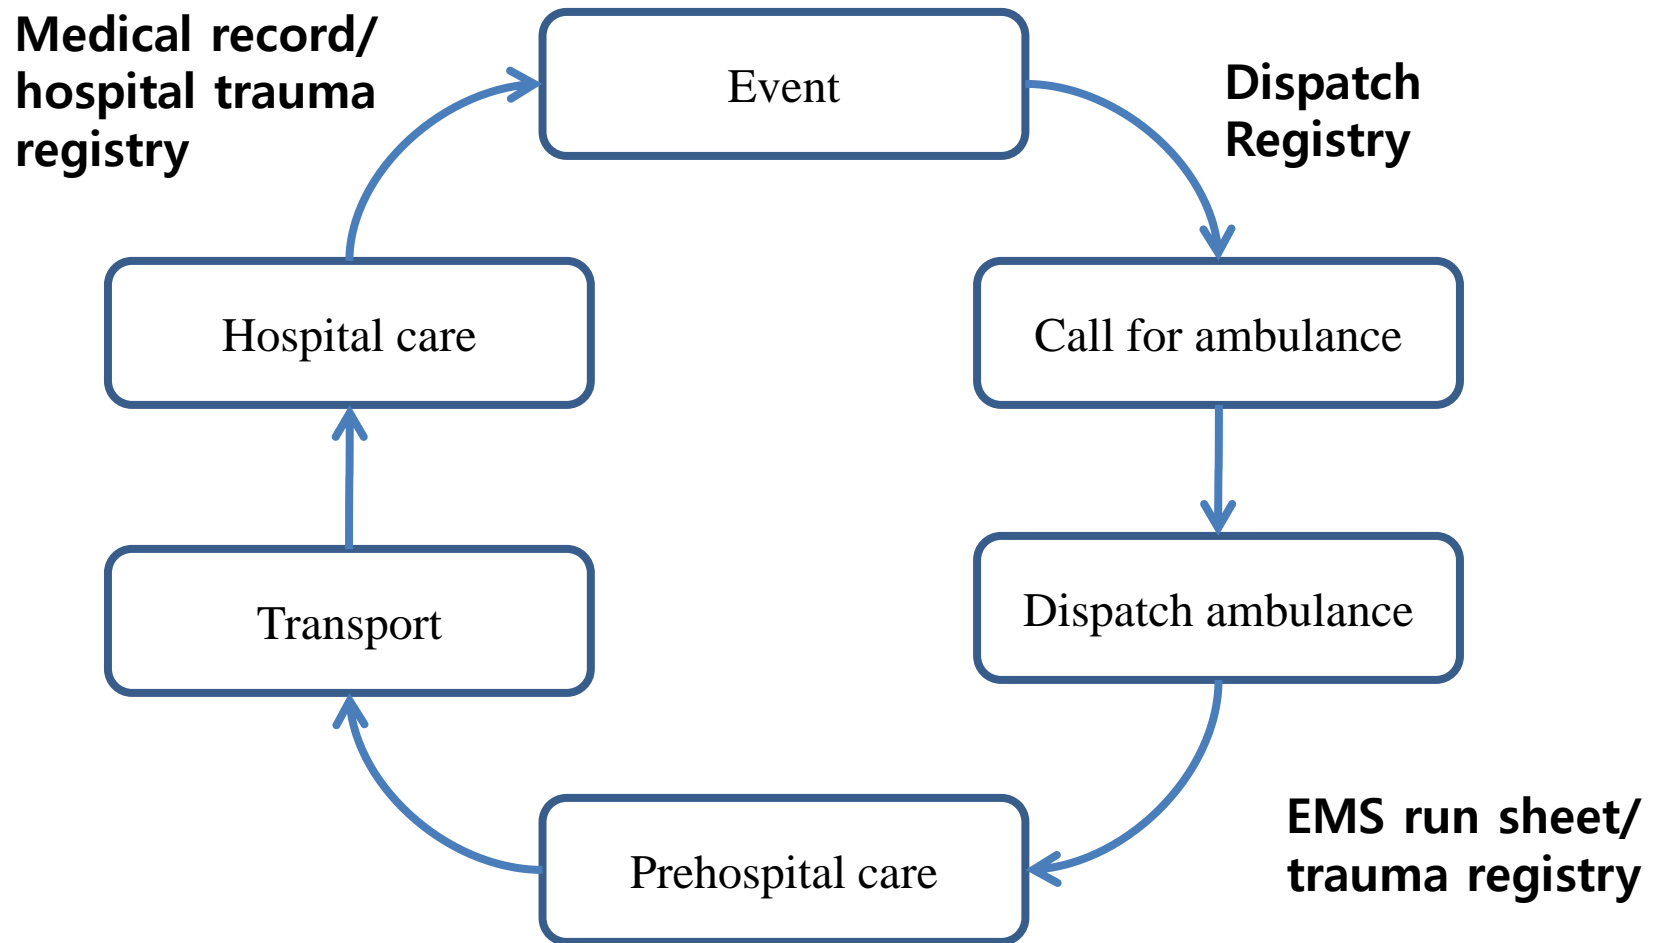 Medical record/
hospital trauma
registry
Event
Dispatch
Registry
Hospital care
Call for ambulance
Transport
Dispatch ambulance
Prehospital care
EMS run sheet/
trauma registry